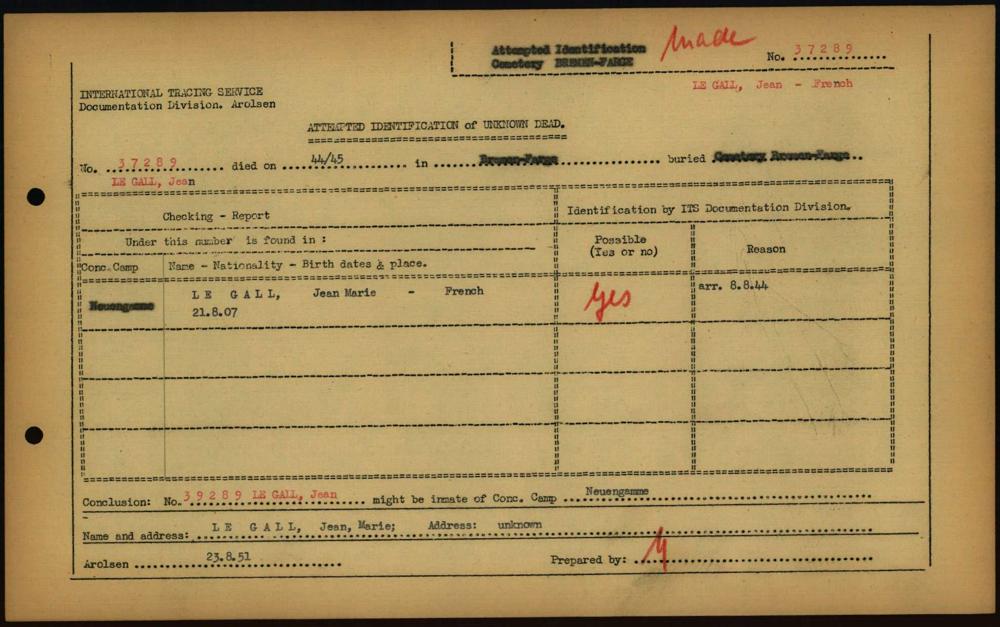 Attempted Identification made
Cemetery BREMEN-FARGE No. 37289
LE GALL, Jean - French
INTERNATIONAL TRACING SERVICE
Documentation Division. Arolsen
ATTEMPTED IDENTIFICATION of UNKNOWN DEAD.
No. 37289 died on 44/45 in Bremen-Farge buried Cemetery Bremen-Farge
LE GALL, Jean
Checking - Report Identification by ITS Documentation Division.
Under this number is found in : Possible (Yes or no) Reason
Conc.Camp Name - Nationality - Birth dates & place.
Neuengamme LE GALL, Jean Marie - French Yes arr. 8.8.44
21.8.07
Conclusion: No. 39289 LE GALL, Jean might be inmate of Conc. Camp Neuengamme
Name and address: LE GALL, Jean, Marie; Address: unknown
Arolsen 23.8.51 Prepared by: